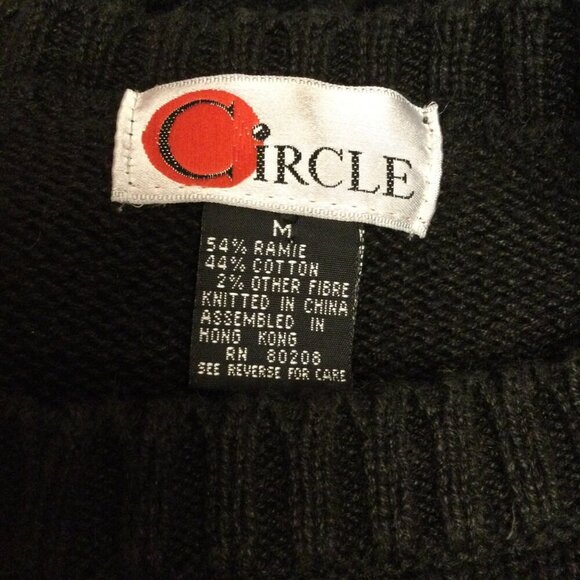 CiRCLE
M
54% RAMIE
44% COTTON
2% OTHER FIBRE
KNITTED IN CHINA
ASSEMBLED IN
HONG KONG
RN 80208
SEE REVERSE FOR CARE